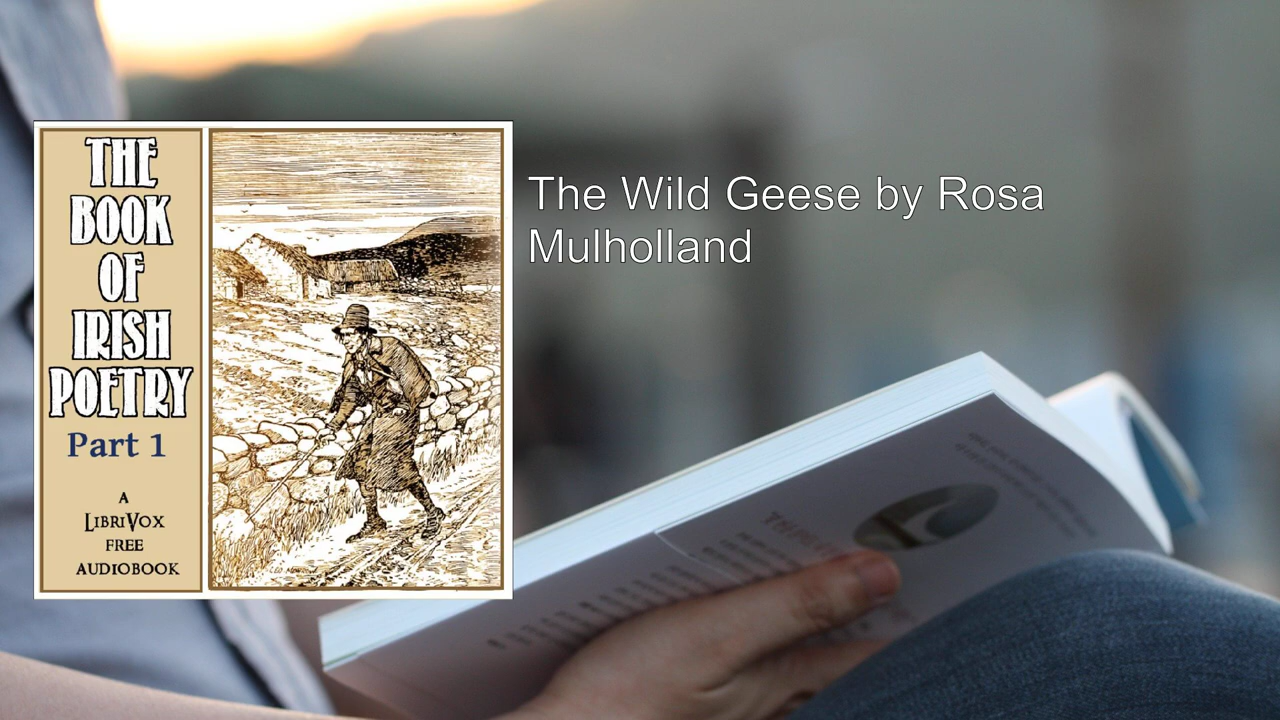 THE
BOOK
OF
IRISH
POETRY
Part 1
A
LIBRIVOX
FREE
AUDIOBOOK
The Wild Geese by Rosa
Mulholland